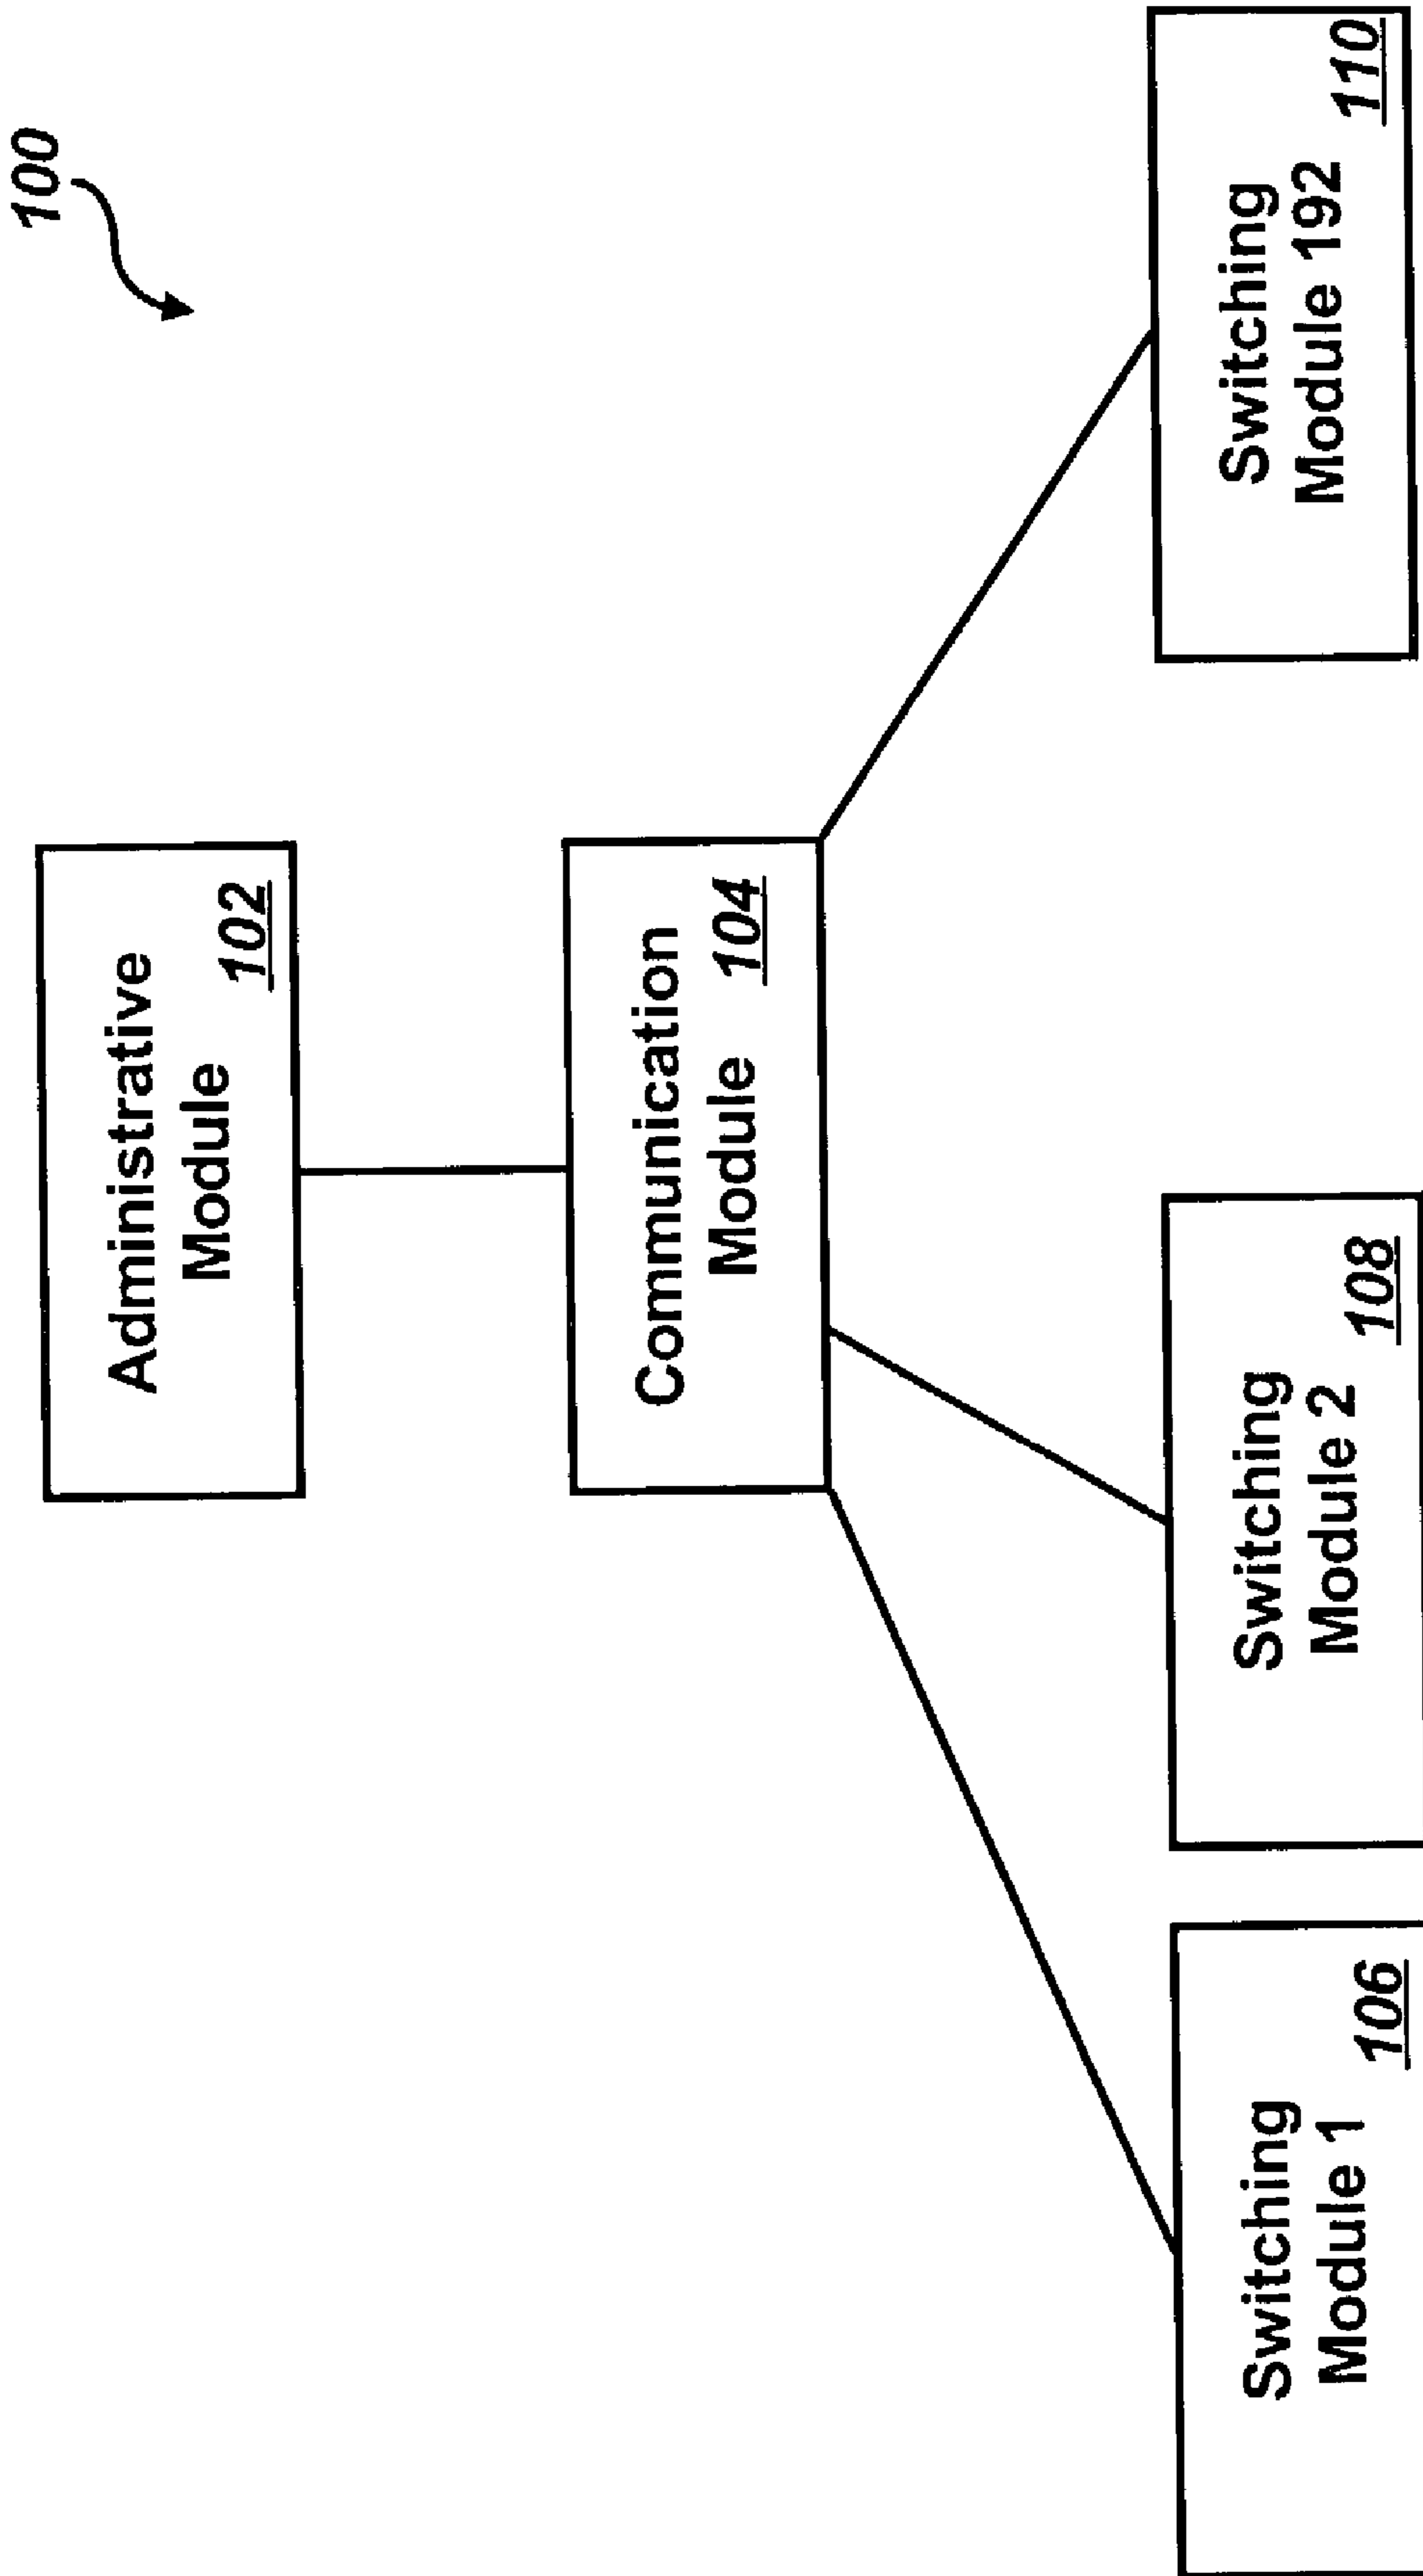 100
Administrative
Module
102
Communication
Module 104
Switching
Module 1
106
Switching
Module 2
108
Switching
Module 192
110